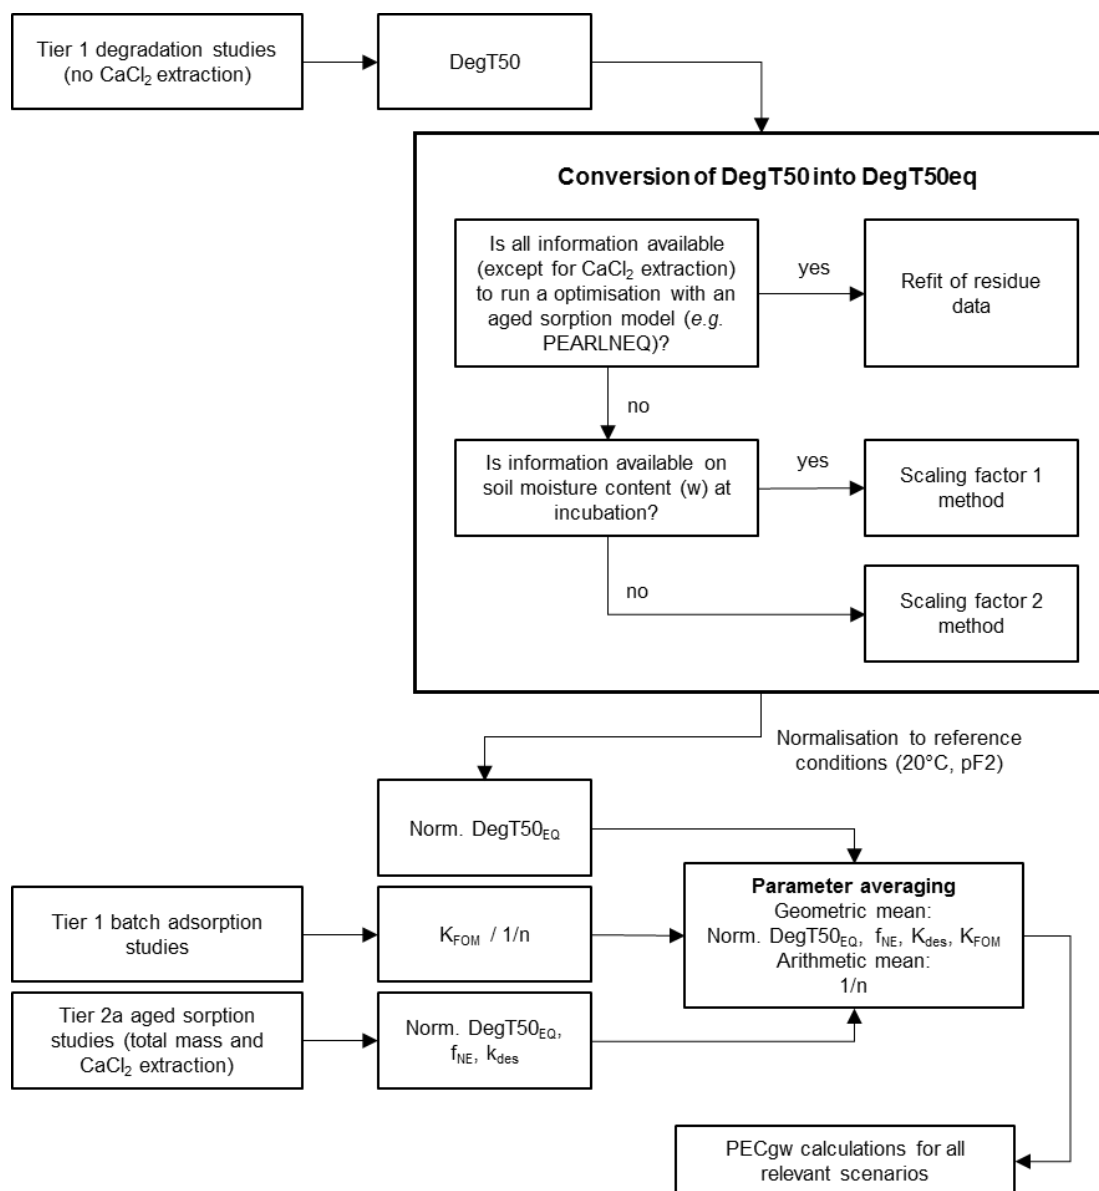 Tier 1 degradation studies
(no CaCl₂ extraction)
DegT50
Conversion of DegT50 into DegT50eq
Is all information available
(except for CaCl₂ extraction)
to run a optimisation with an
aged sorption model (e.g.
PEARLNEQ)?
yes
Refit of residue
data
no
Is information available on
soil moisture content (w) at
incubation?
yes
Scaling factor 1
method
no
Scaling factor 2
method
Normalisation to reference
conditions (20°C, pF2)
Norm. DegT50EQ
Tier 1 batch adsorption
studies
KFOM / 1/n
Parameter averaging
Geometric mean:
Norm. DegT50EQ, fNE, Kdes, KFOM
Arithmetic mean:
1/n
Tier 2a aged sorption
studies (total mass and
CaCl₂ extraction)
Norm. DegT50EQ,
fNE, kdes
PECgw calculations for all
relevant scenarios